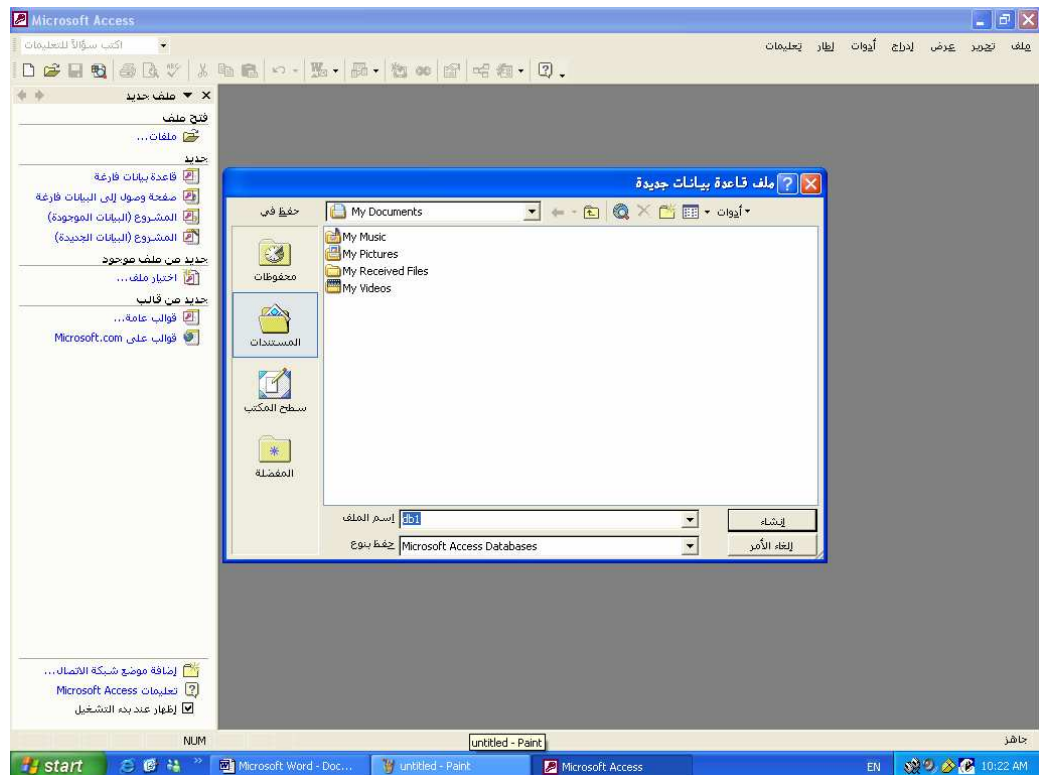 Microsoft Access
ملف تحرير عرض إدراج أدوات إطار تعليمات
اكتب سؤالاً للتعليمات
ملف جديد
فتح ملف
ملفات...
جديد
قاعدة بيانات فارغة
صفحة وصول إلى البيانات فارغة
المشروع (البيانات الموجودة)
المشروع (البيانات الجديدة)
جديد من ملف موجود
اختيار ملف...
جديد من قالب
قوالب عامة...
قوالب على Microsoft.com
إضافة موضع شبكة الاتصال...
تعليمات Microsoft Access
إظهار عند بدء التشغيل
ملف قاعدة بيانات جديدة
حفظ في
My Documents
أدوات
محفوظات
المستندات
سطح المكتب
المفضلة
My Music
My Pictures
My Received Files
My Videos
إسم الملف
db1
إنشاء
حفظ بنوع
Microsoft Access Databases
إلغاء الأمر
NUM
untitled - Paint
جاهز
start
Microsoft Word - Doc...
untitled - Paint
Microsoft Access
EN
10:22 AM